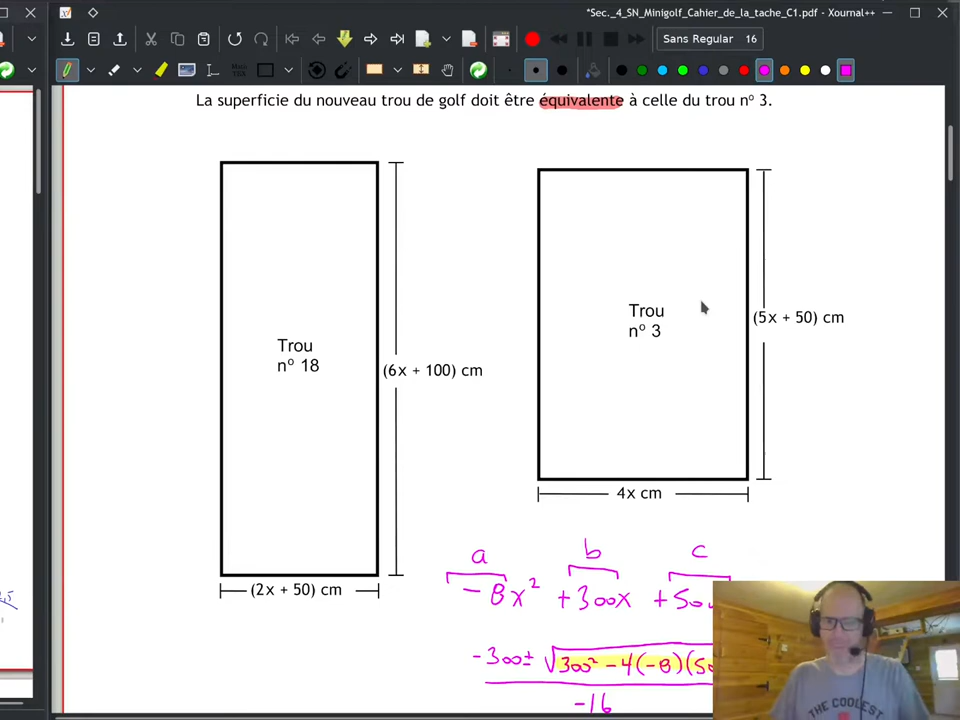 *Sec._4_SN_Minigolf_Cahier_de_la_tache_C1.pdf - Xournal++
Sans Regular 16
La superficie du nouveau trou de golf doit être équivalente à celle du trou nº 3.
Trou
nº 3
(5x + 50) cm
Trou
nº 18
(6x + 100) cm
4x cm
(2x + 50) cm
a b c
-8x² +300x
-300±
-16
THE COOLEST